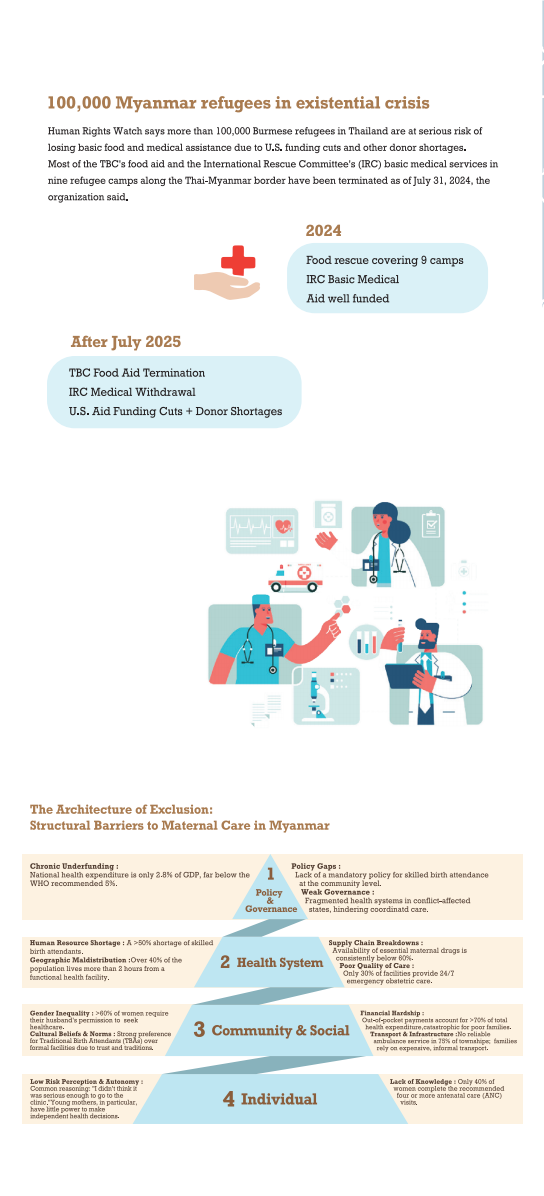 100,000 Myanmar refugees in existential crisis
Human Rights Watch says more than 100,000 Burmese refugees in Thailand are at serious risk of
losing basic food and medical assistance due to U.S. funding cuts and other donor shortages.
Most of the TBC's food aid and the International Rescue Committee's (IRC) basic medical services in
nine refugee camps along the Thai-Myanmar border have been terminated as of July 31, 2024, the
organization said.
2024
Food rescue covering 9 camps
IRC Basic Medical
Aid well funded
After July 2025
TBC Food Aid Termination
IRC Medical Withdrawal
U.S. Aid Funding Cuts + Donor Shortages
The Architecture of Exclusion:
Structural Barriers to Maternal Care in Myanmar
Chronic Underfunding :
National health expenditure is only 2.8% of GDP, far below the
WHO recommended 5%.
1
Policy
&
Governance
Policy Gaps :
Lack of a mandatory policy for skilled birth attendance
at the community level.
Weak Governance :
Fragmented health systems in conflict-affected
states, hindering coordinatd care.
Human Resource Shortage : A >50% shortage of skilled
birth attendants.
Geographic Maldistribution :Over 40% of the
population lives more than 2 hours from a
functional health facility.
2 Health System
Supply Chain Breakdowns :
Availability of essential maternal drugs is
consistently below 60%.
Poor Quality of Care :
Only 30% of facilities provide 24/7
emergency obstetric care.
Gender Inequality : >60% of women require
their husband's permission to seek
healthcare.
Cultural Beliefs & Norms : Strong preference
for Traditional Birth Attendants (TBAs) over
formal facilities due to trust and traditions.
3 Community & Social
Financial Hardship :
Out-of-pocket payments account for >70% of total
health expenditure,catastrophic for poor families.
Transport & Infrastructure :No reliable
ambulance service in 75% of townships; families
rely on expensive, informal transport.
Low Risk Perception & Autonomy :
Common reasoning: "I didn't think it
was serious enough to go to the
clinic."Young mothers, in particular,
have little power to make
independent health decisions.
4 Individual
Lack of Knowledge : Only 40% of
women complete the recommended
four or more antenatal care (ANC)
visits.